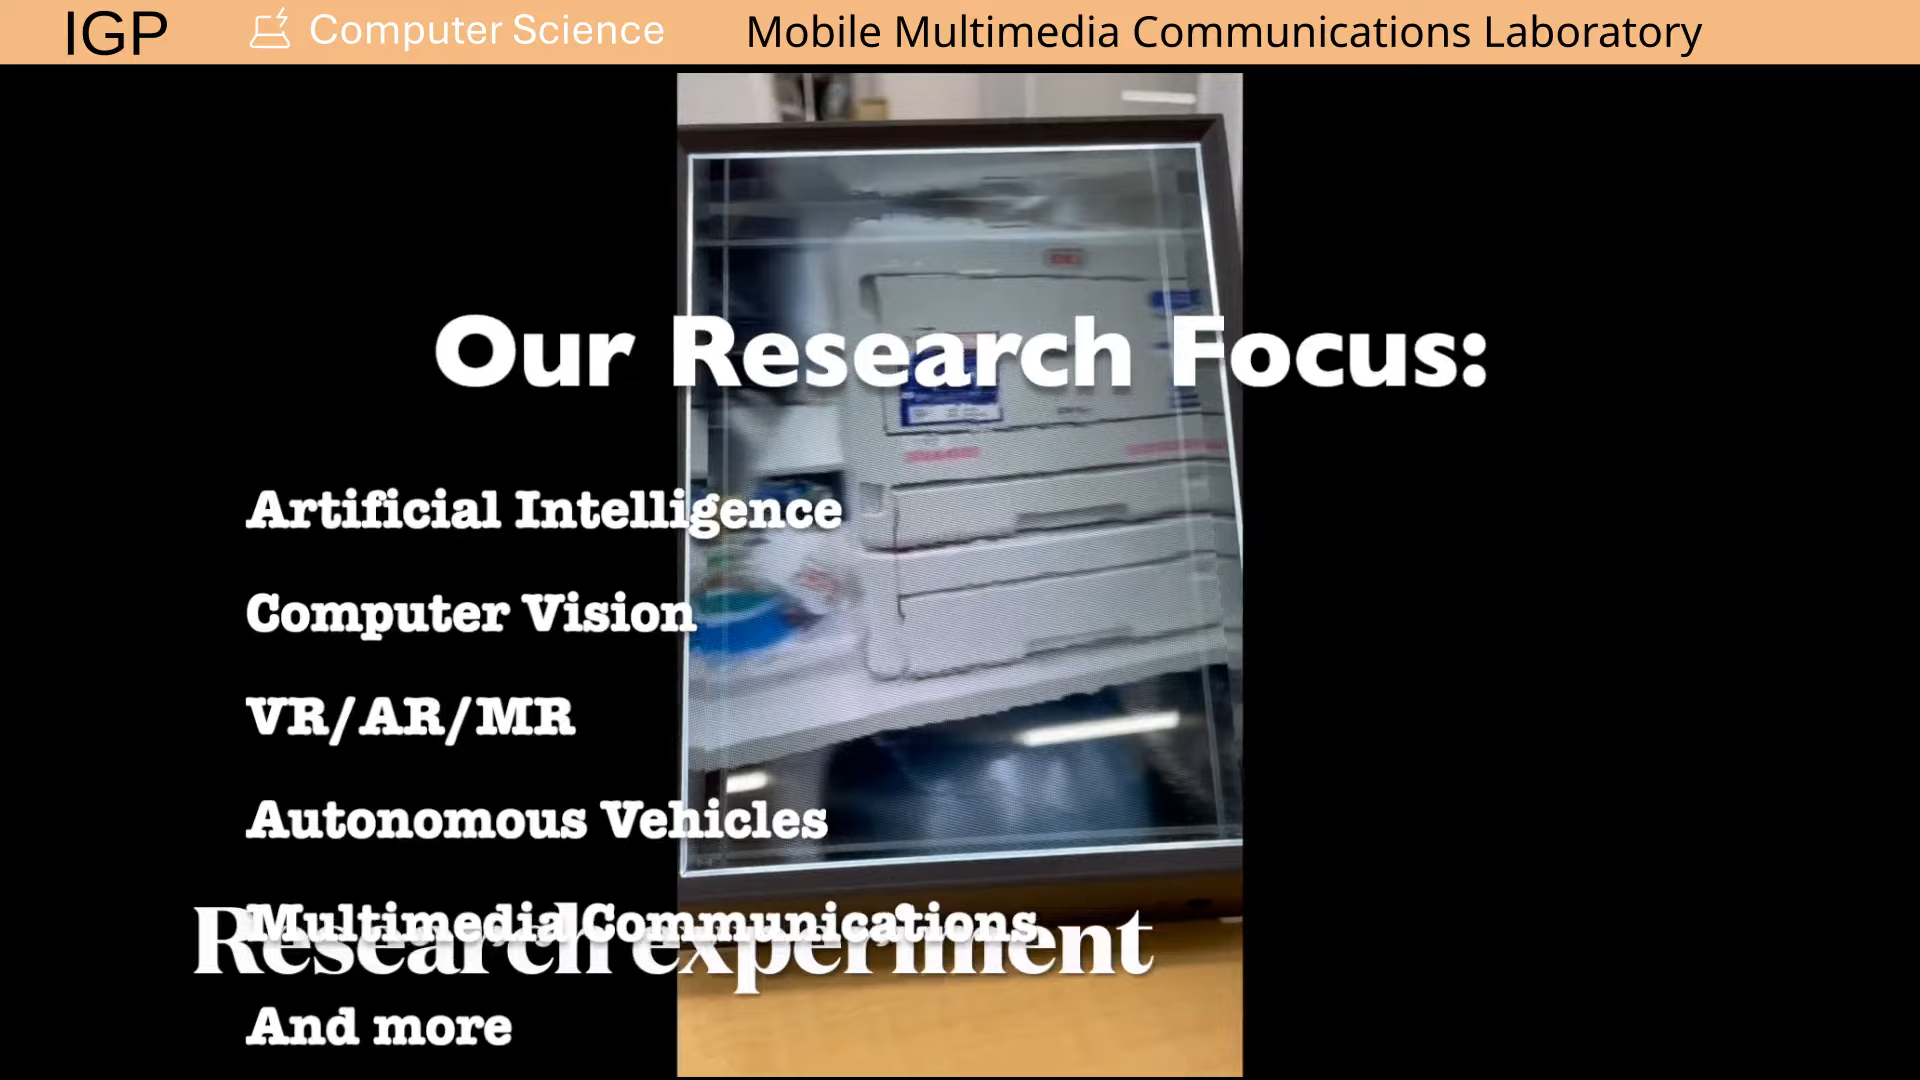 IGP
Computer Science
Mobile Multimedia Communications Laboratory
Our Research Focus:
Artificial Intelligence
Computer Vision
VR/AR/MR
Autonomous Vehicles
Multimedia Communications
Research experiment
And more